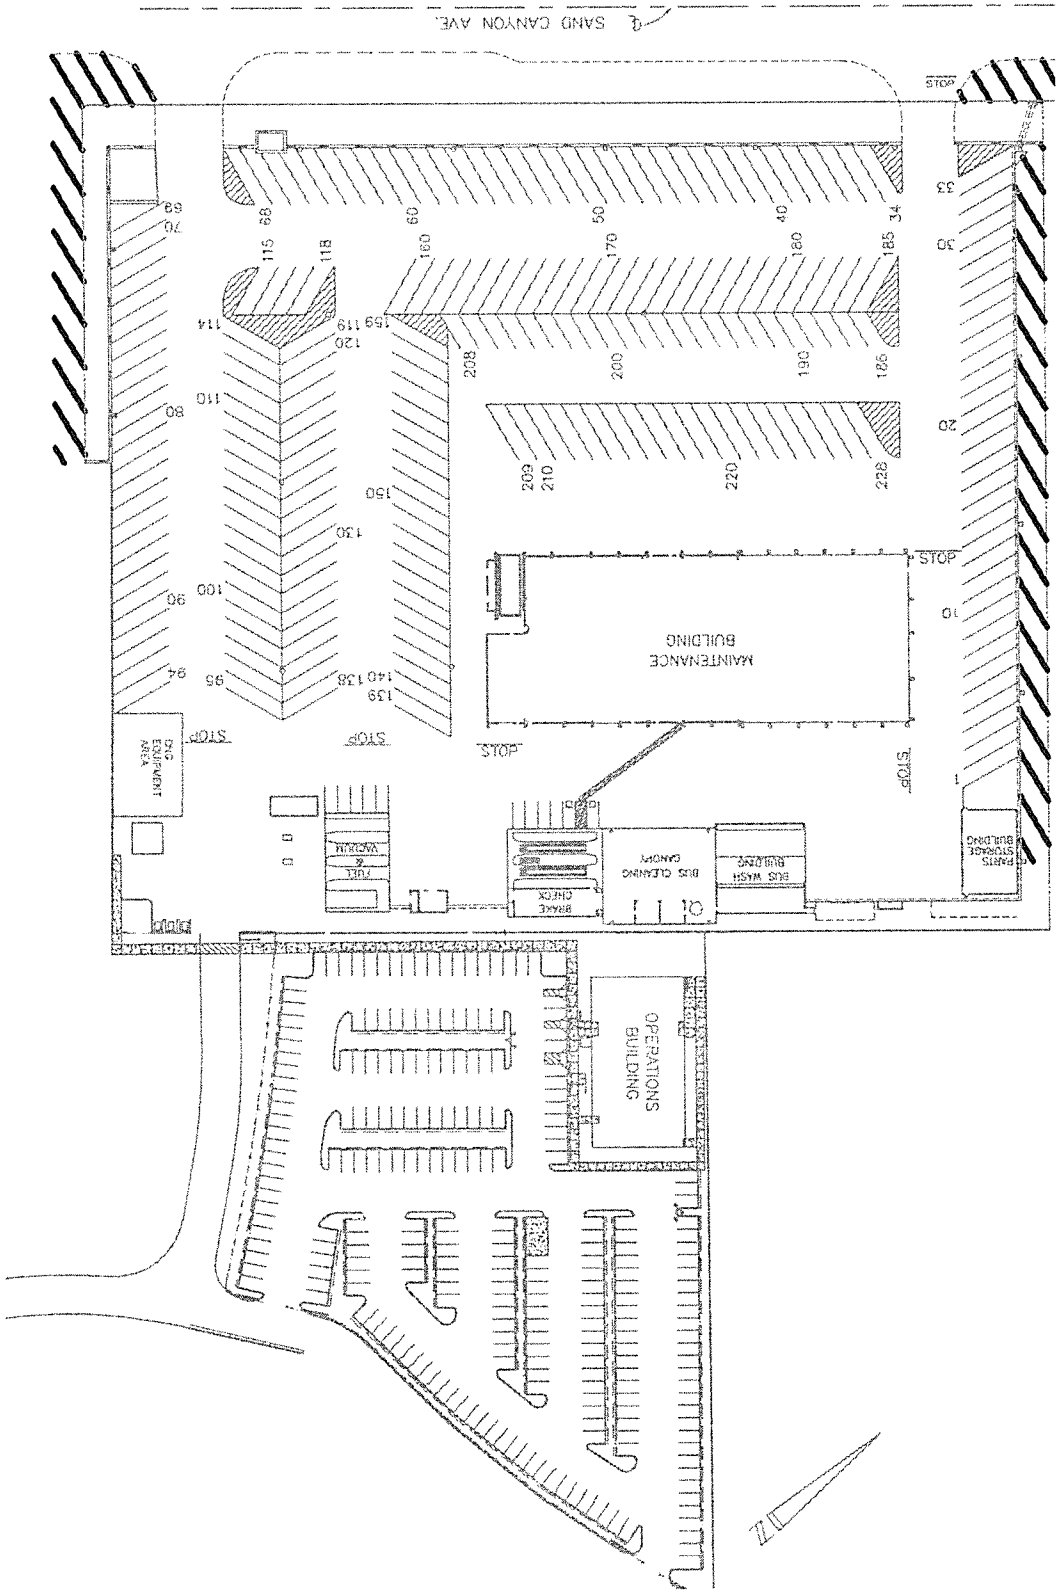 SAND CANYON AVE.
STOP
33
30
20
10
1
34
40
50
60
68
69
70
80
90
94
185
180
170
160
118
115
114
110
100
95
119
120
130
138
159
150
140
139
186
190
200
208
209
210
220
228
STOP
MAINTENANCE
BUILDING
STOP
STOP
STOP
STOP
CNG
EQUIPMENT
AREA
FUEL
&
VACUUM
BRAKE
CHECK
BUS CLEANING
CANOPY
BUS WASH
BUILDING
PARTS
STORAGE
BUILDING
OPERATIONS
BUILDING
N